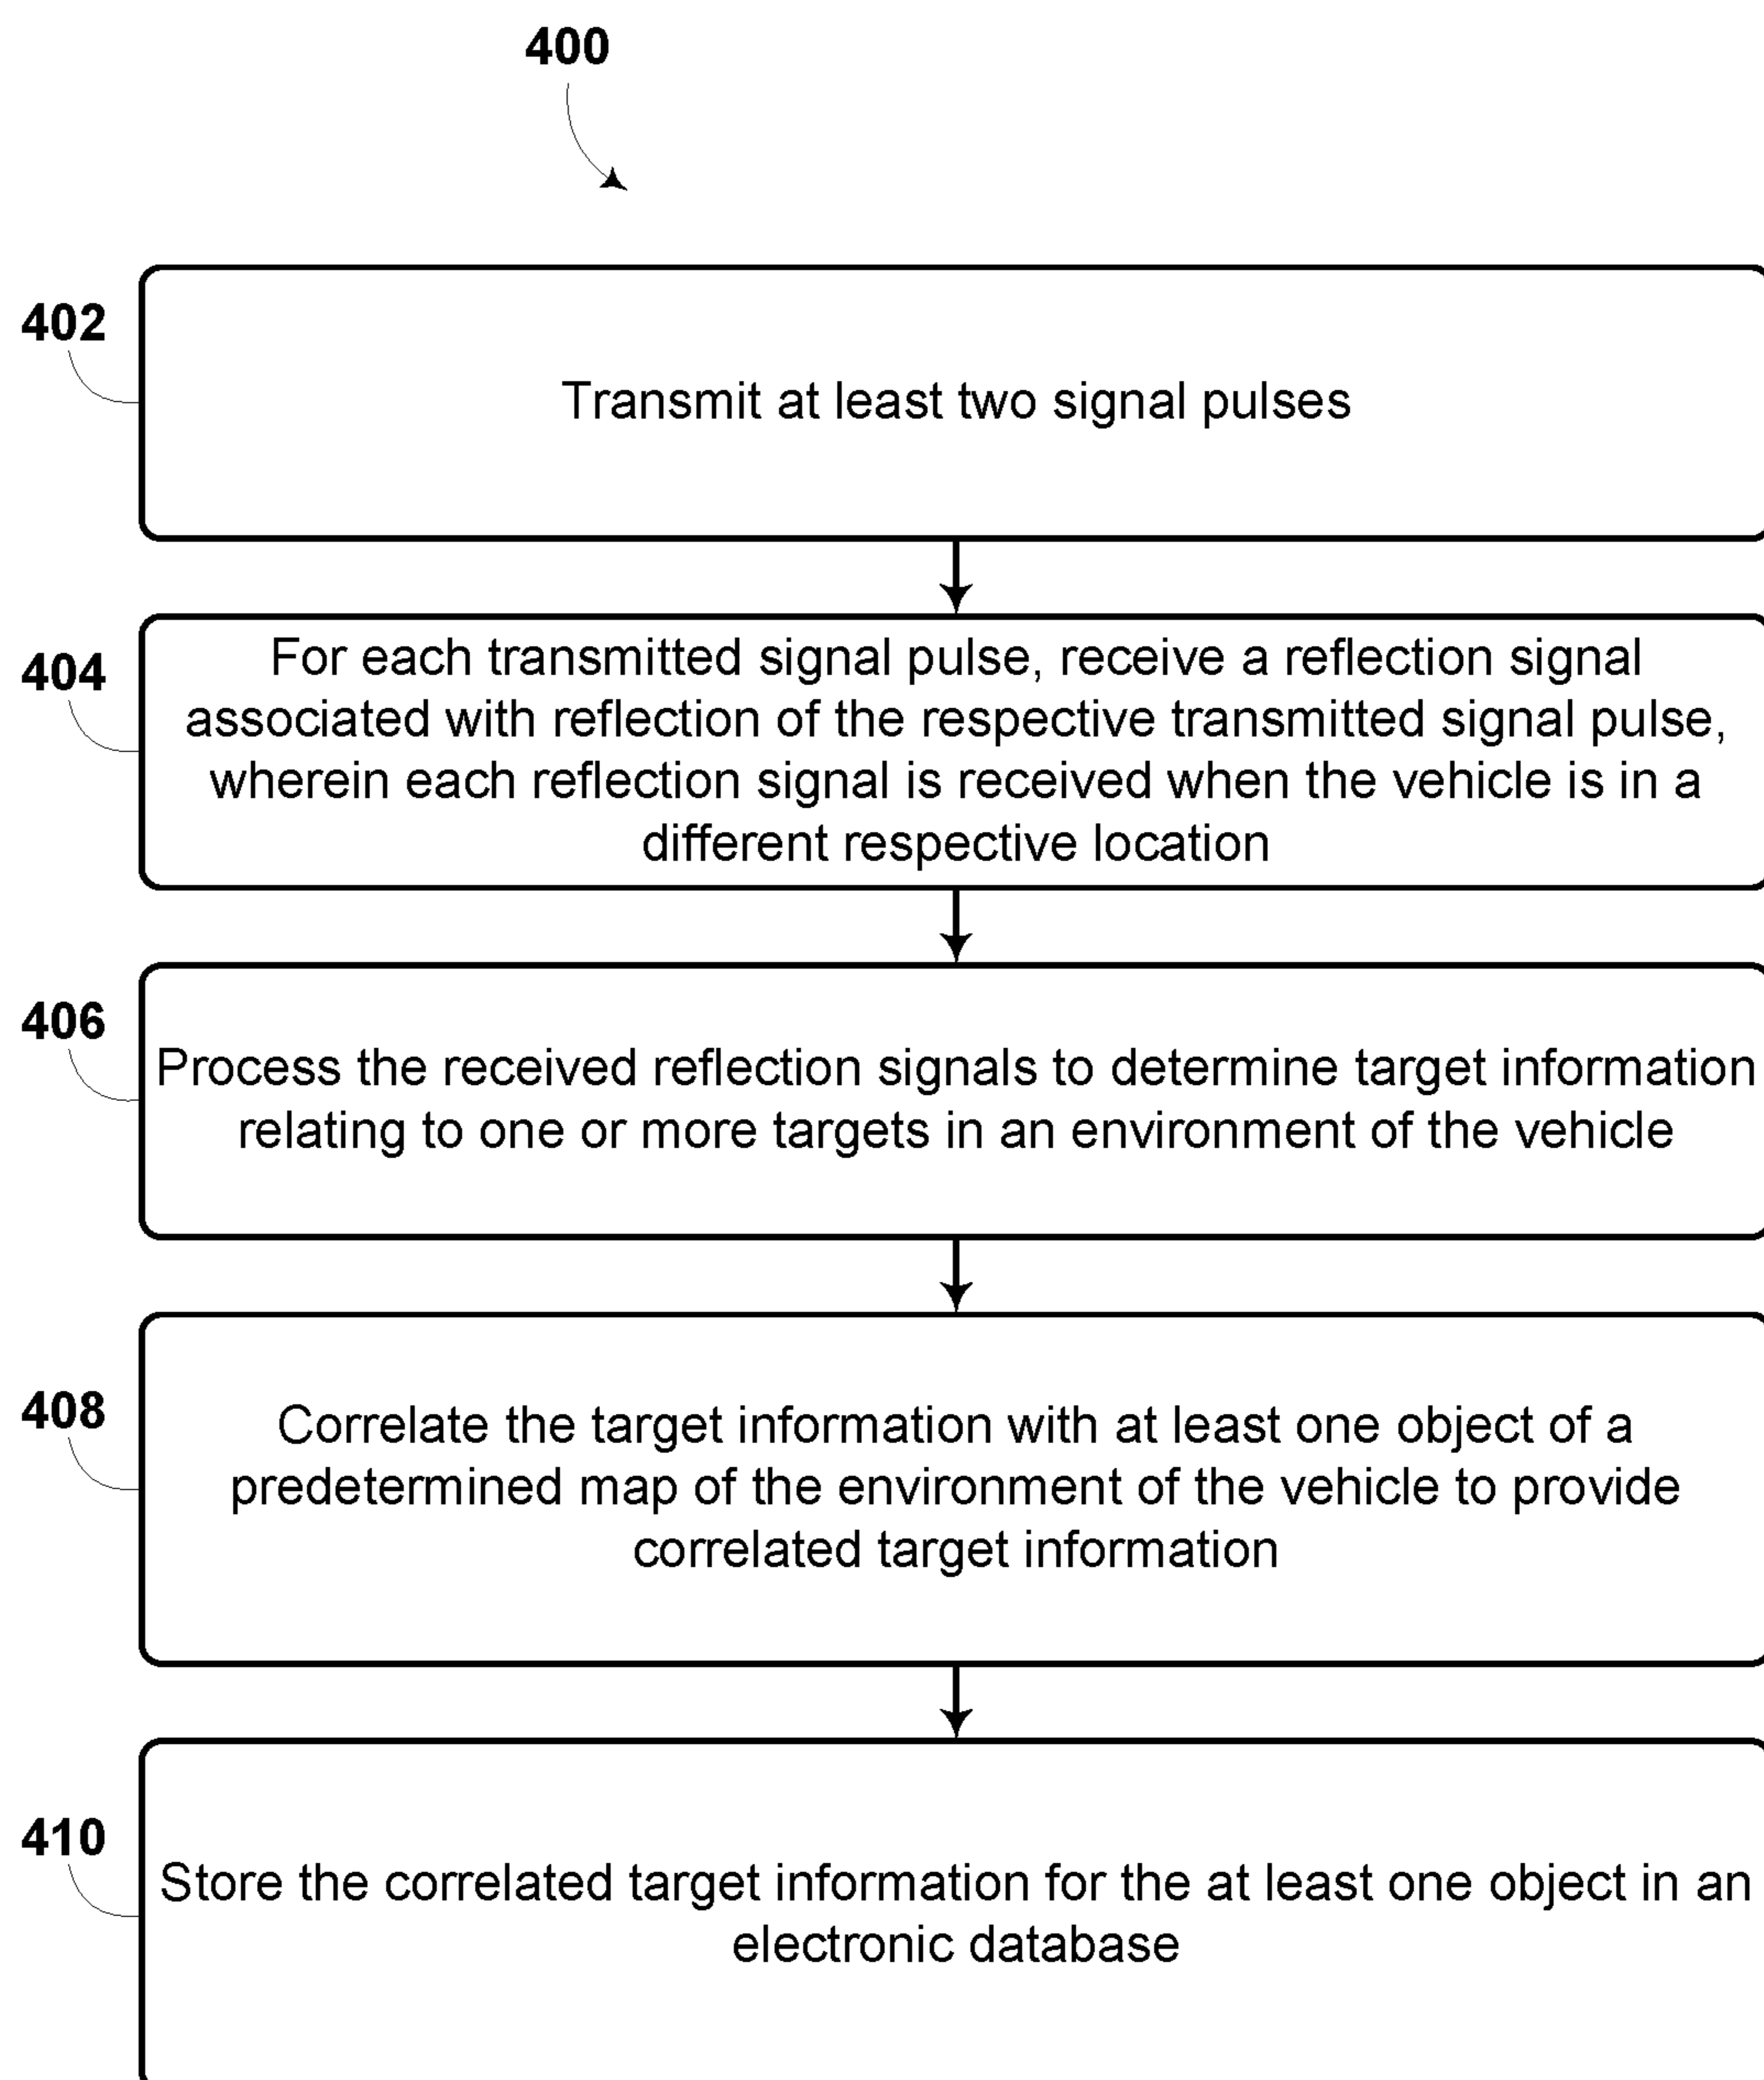 400
402
Transmit at least two signal pulses
404
For each transmitted signal pulse, receive a reflection signal
associated with reflection of the respective transmitted signal pulse,
wherein each reflection signal is received when the vehicle is in a
different respective location
406
Process the received reflection signals to determine target information
relating to one or more targets in an environment of the vehicle
408
Correlate the target information with at least one object of a
predetermined map of the environment of the vehicle to provide
correlated target information
410
Store the correlated target information for the at least one object in an
electronic database